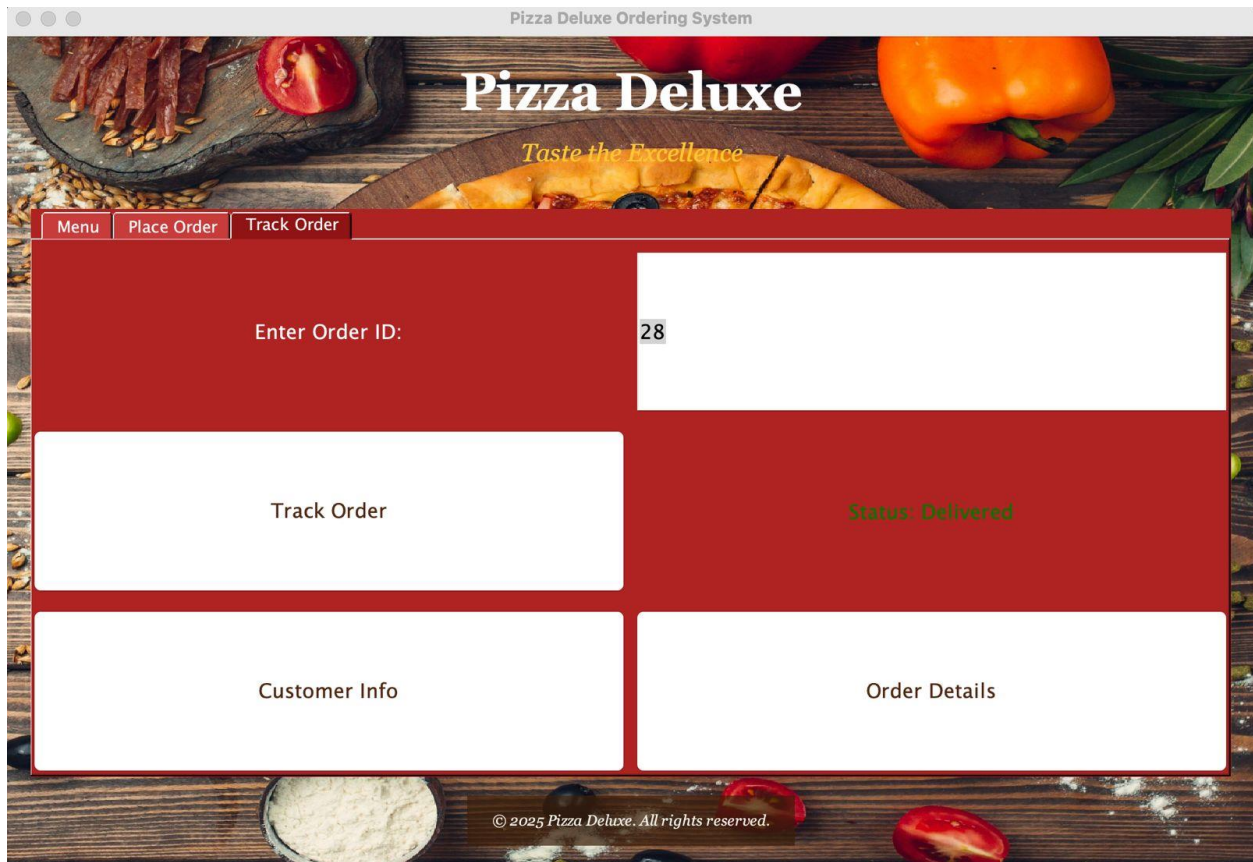 Pizza Deluxe Ordering System
Pizza Deluxe
Taste the Excellence
Menu
Place Order
Track Order
Enter Order ID:
28
Track Order
Status: Delivered
Customer Info
Order Details
© 2025 Pizza Deluxe. All rights reserved.